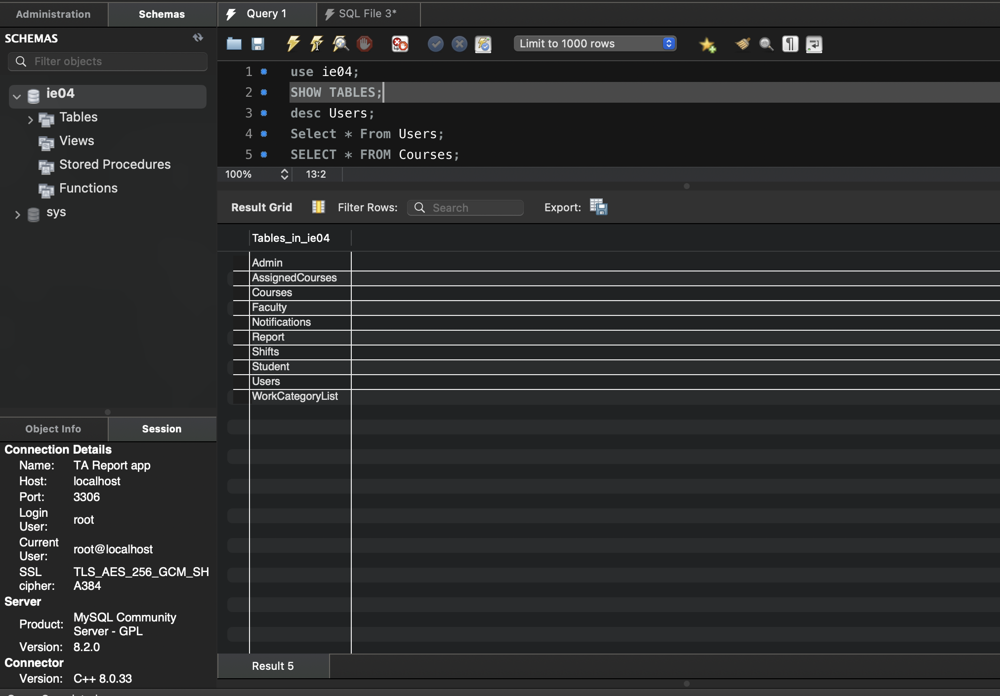 Administration
Schemas
Query 1
SQL File 3*
SCHEMAS
Filter objects
ie04
Tables
Views
Stored Procedures
Functions
sys
Limit to 1000 rows
1 use ie04;
2 SHOW TABLES;
3 desc Users;
4 Select * From Users;
5 SELECT * FROM Courses;
100% 13:2
Result Grid Filter Rows: Search Export:
Tables_in_ie04
Admin
AssignedCourses
Courses
Faculty
Notifications
Report
Shifts
Student
Users
WorkCategoryList
Result 5
Object Info
Session
Connection Details
Name: TA Report app
Host: localhost
Port: 3306
Login User: root
Current User: root@localhost
SSL cipher: TLS_AES_256_GCM_SH
A384
Server
Product: MySQL Community
Server - GPL
Version: 8.2.0
Connector
Version: C++ 8.0.33